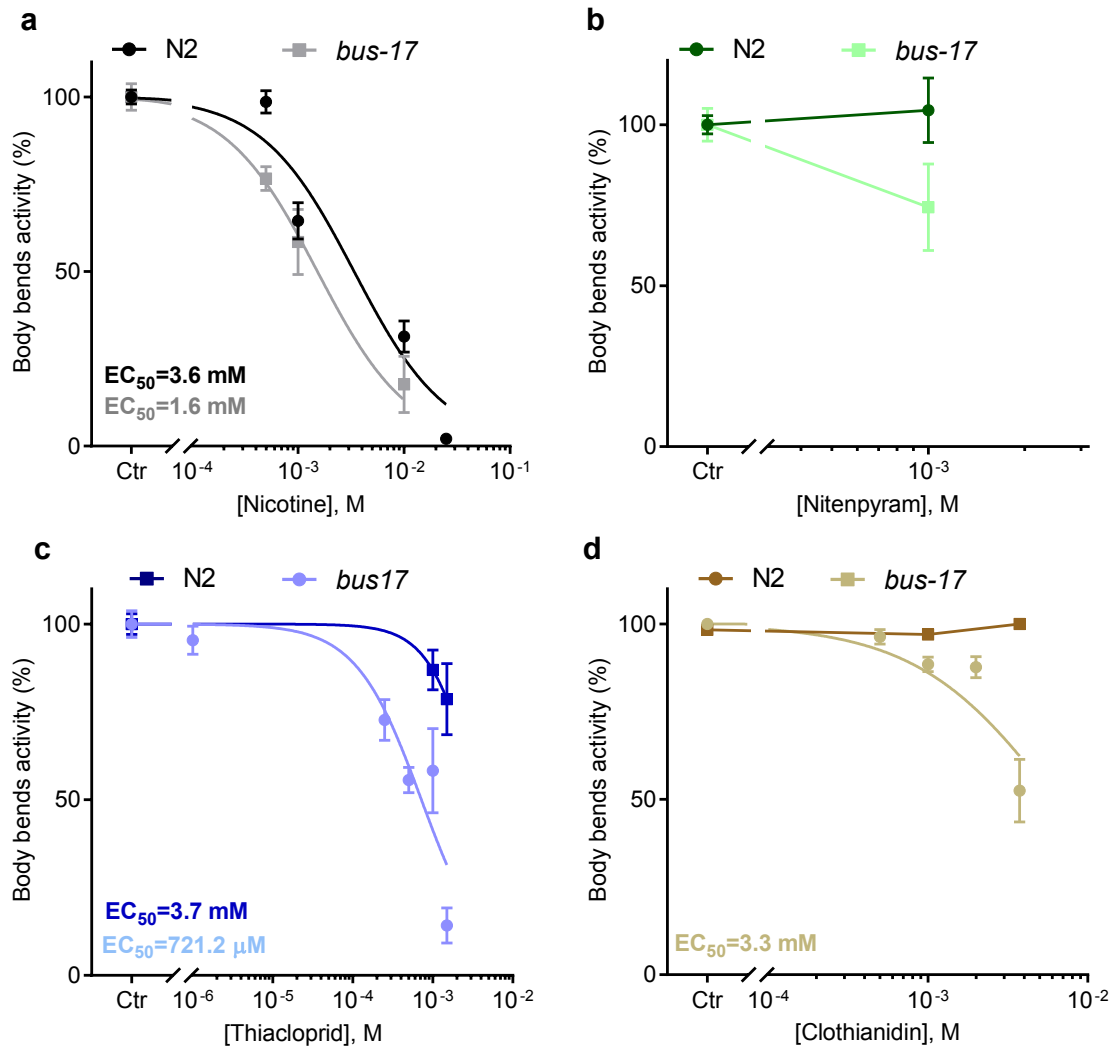 a
N2 bus-17
100
50
0
Body bends activity (%)
EC50=3.6 mM
EC50=1.6 mM
Ctr 10-4 10-3 10-2 10-1
[Nicotine], M
b
N2 bus-17
100
50
0
Body bends activity (%)
Ctr 10-3
[Nitenpyram], M
c
N2 bus17
100
50
0
Body bends activity (%)
EC50=3.7 mM
EC50=721.2 μM
Ctr 10-6 10-5 10-4 10-3 10-2
[Thiacloprid], M
d
N2 bus-17
100
50
0
Body bends activity (%)
EC50=3.3 mM
Ctr 10-4 10-3 10-2
[Clothianidin], M